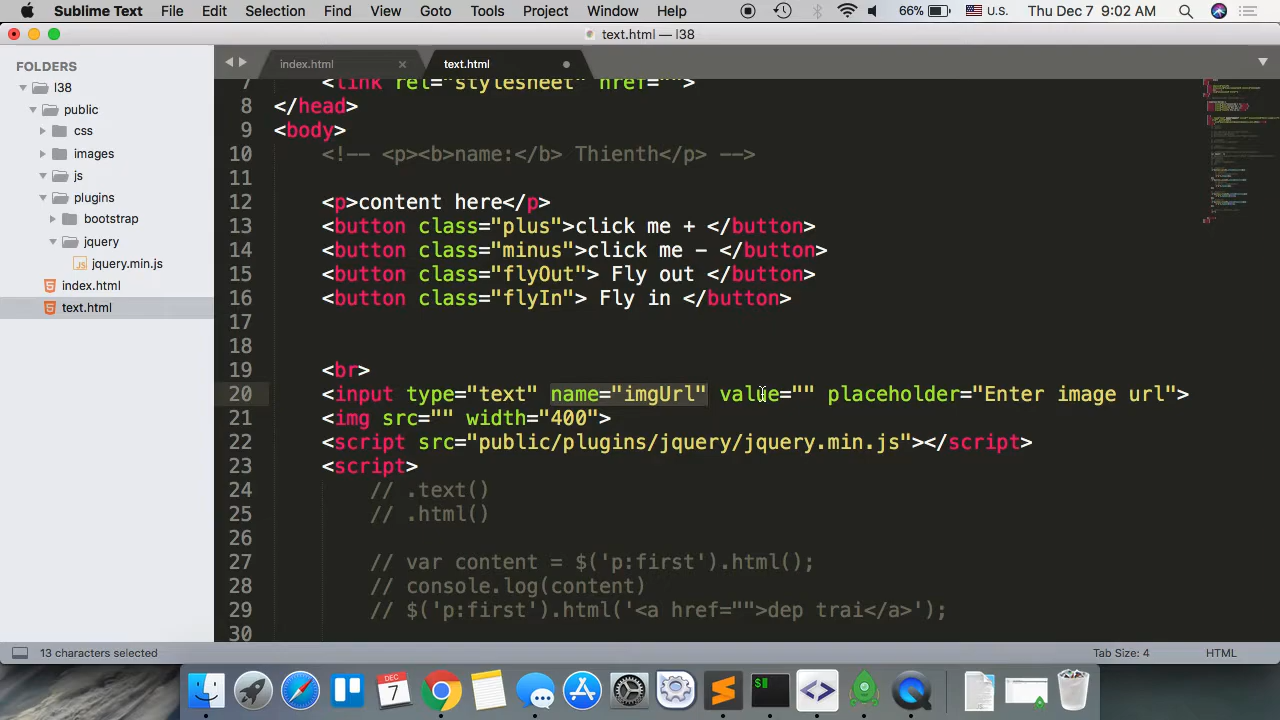 Sublime Text File Edit Selection Find View Goto Tools Project Window Help 66% U.S. Thu Dec 7 9:02 AM
text.html — l38
FOLDERS
l38
public
css
images
js
plugins
bootstrap
jquery
jquery.min.js
index.html
text.html
index.html text.html
7 <link rel="stylesheet" href="">
8 </head>
9 <body>
10 <!-- <p><b>name:</b> Thienth</p> -->
11
12 <p>content here</p>
13 <button class="plus">click me + </button>
14 <button class="minus">click me - </button>
15 <button class="flyOut"> Fly out </button>
16 <button class="flyIn"> Fly in </button>
17
18
19 <br>
20 <input type="text" name="imgUrl" value="" placeholder="Enter image url">
21 <img src="" width="400">
22 <script src="public/plugins/jquery/jquery.min.js"></script>
23 <script>
24 // .text()
25 // .html()
26
27 // var content = $('p:first').html();
28 // console.log(content)
29 // $('p:first').html('<a href="">dep trai</a>');
30
13 characters selected Tab Size: 4 HTML
DEC
7